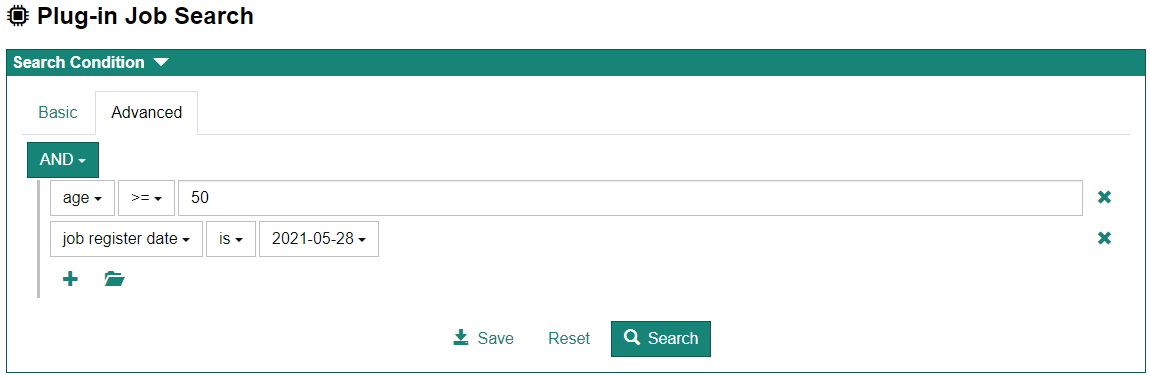 Plug-in Job Search
Search Condition
Basic Advanced
AND
age >= 50
job register date is 2021-05-28
Save Reset Search